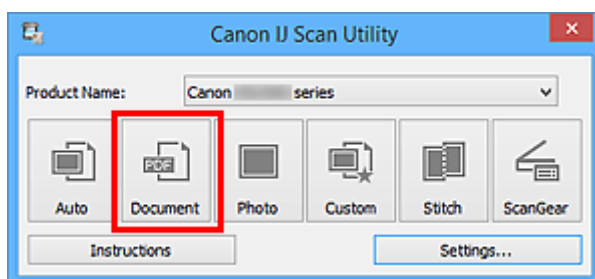 Canon IJ Scan Utility
Product Name: Canon series
PDF
Auto Document Photo Custom Stitch ScanGear
Instructions Settings...